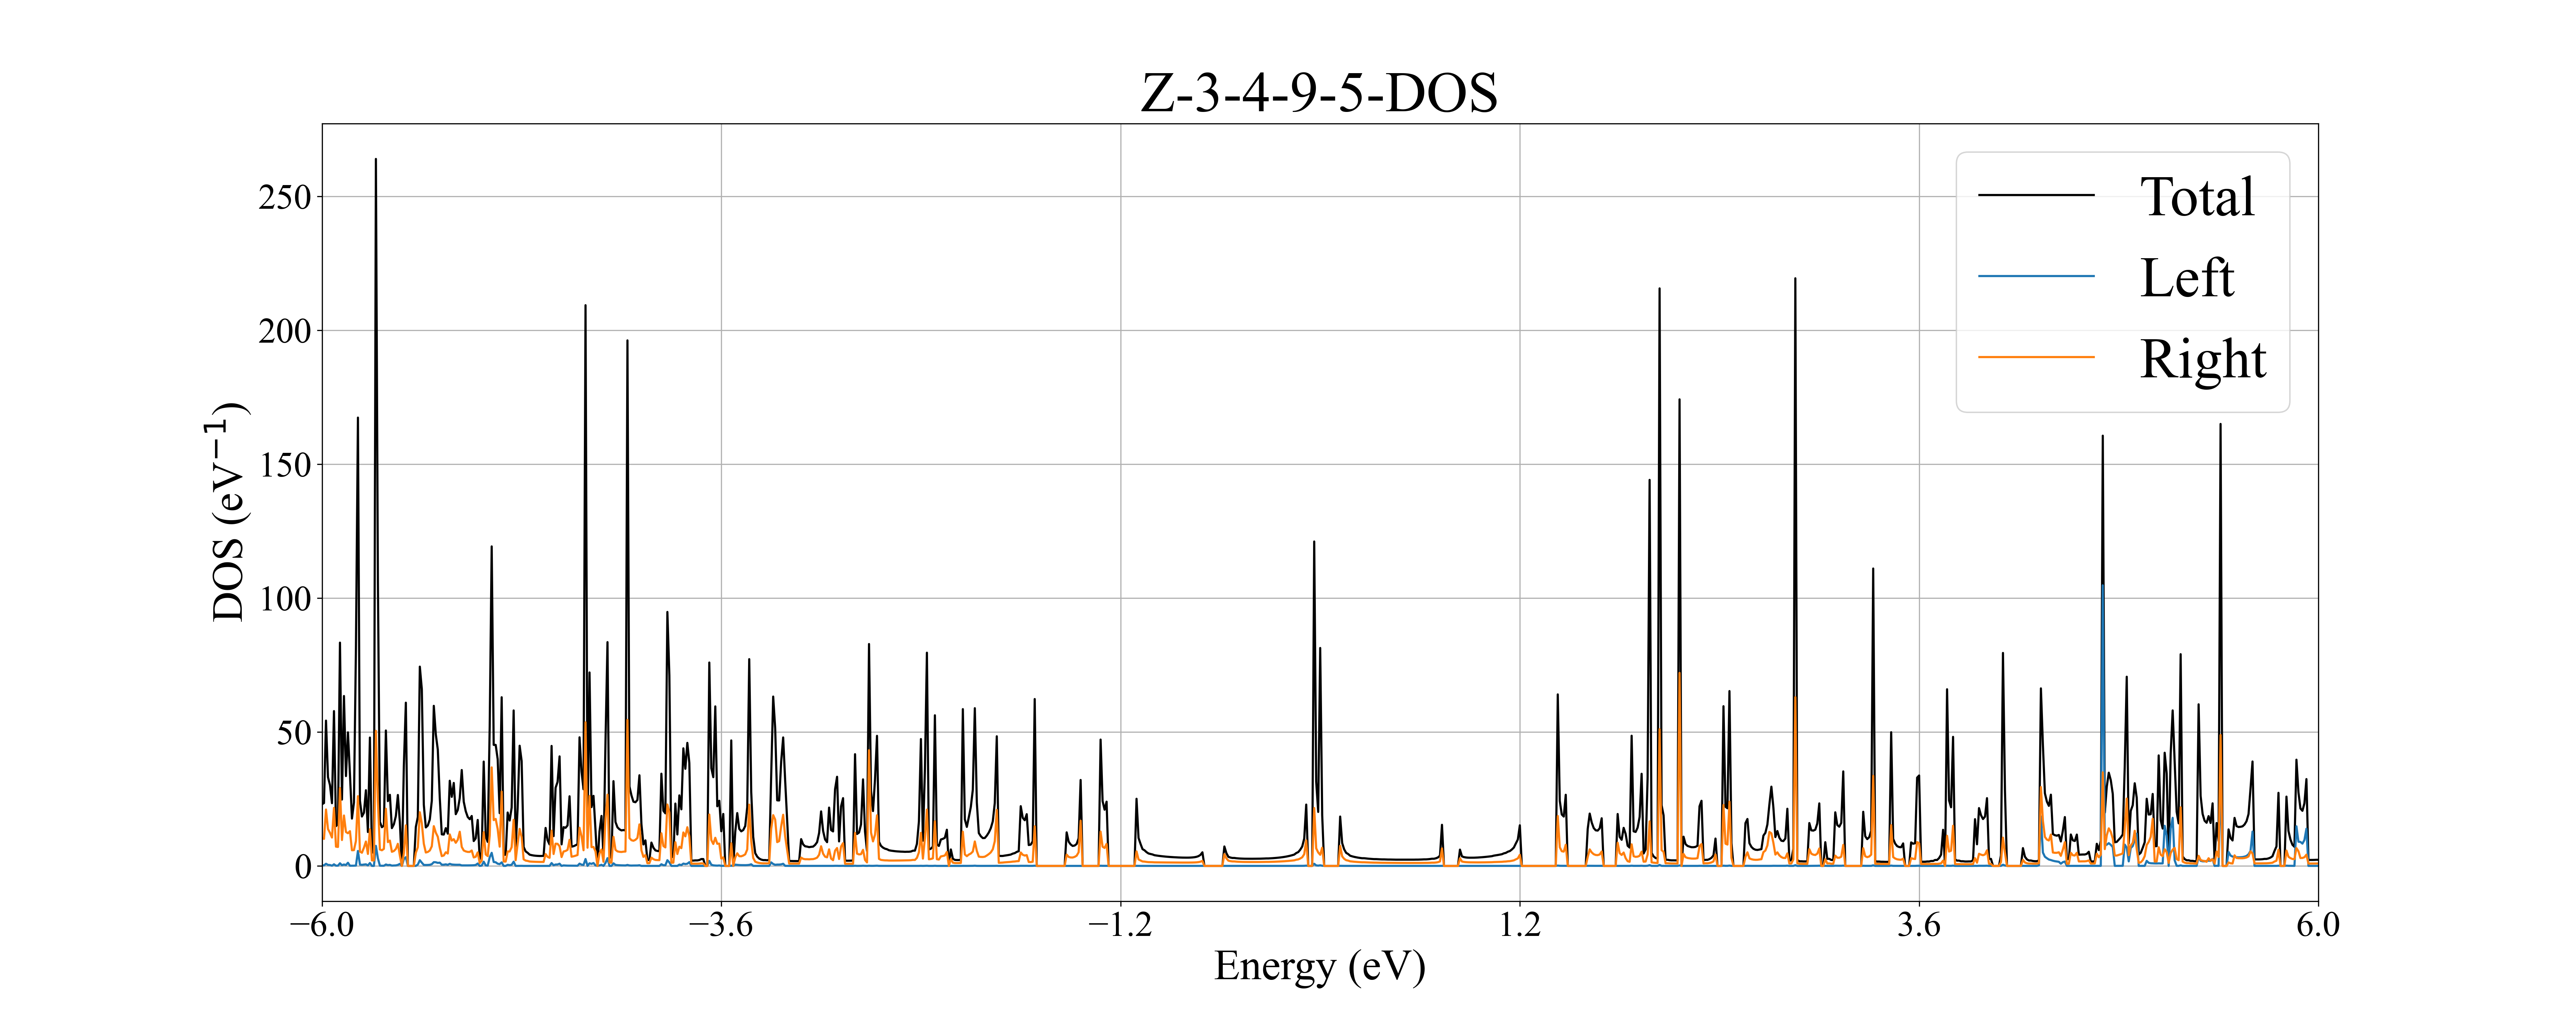 Z-3-4-9-5-DOS
Total
Left
Right
250
200
150
100
50
0
DOS (eV⁻¹)
−6.0 −3.6 −1.2 1.2 3.6 6.0
Energy (eV)